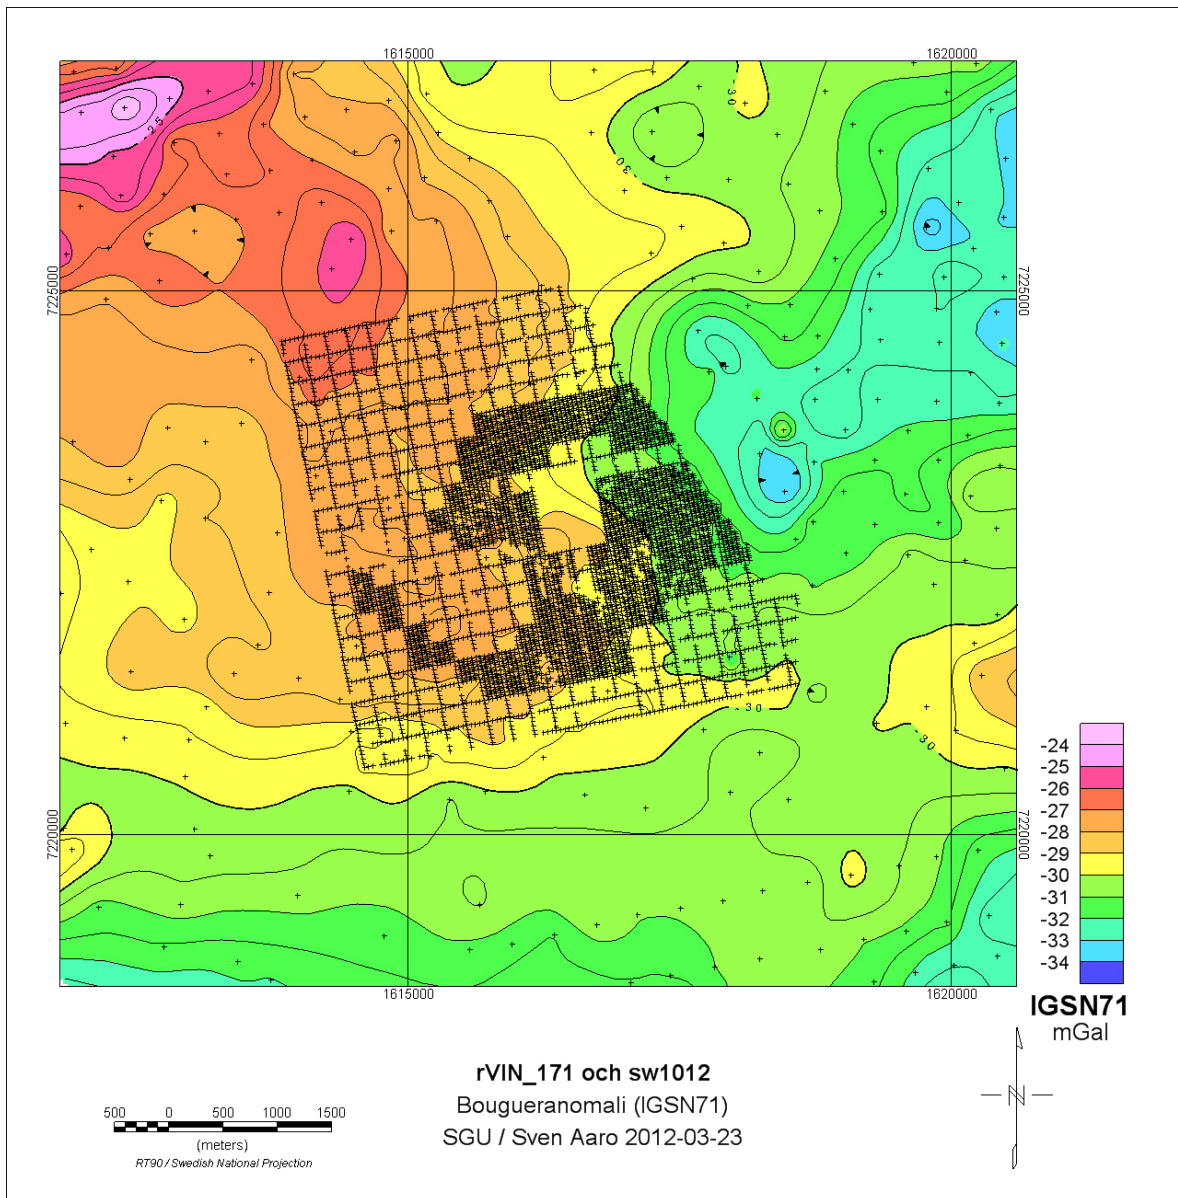 1615000
1620000
25
30
30
7225000
7225000
-30
-30
-24
-25
-26
-27
-28
-29
-30
-31
-32
-33
-34
7220000
7220000
1615000
1620000
IGSN71
mGal
rVIN_171 och sw1012
Bougueranomali (IGSN71)
SGU / Sven Aaro 2012-03-23
500 0 500 1000 1500
(meters)
RT90 / Swedish National Projection
N